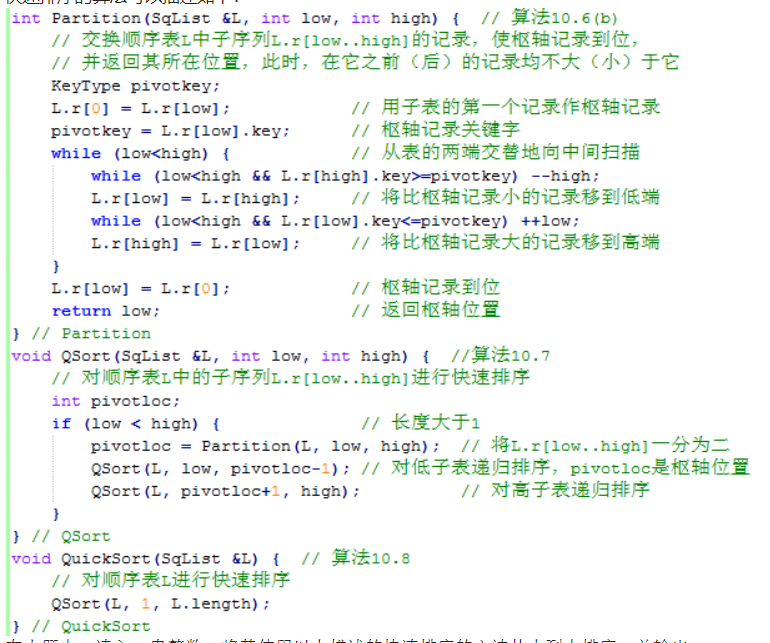 int Partition(SqList &L, int low, int high) {  // 算法10.6(b)
    // 交换顺序表L中子序列L.r[low..high]的记录，使枢轴记录到位，
    // 并返回其所在位置，此时，在它之前（后）的记录均不大（小）于它
    KeyType pivotkey;
    L.r[0] = L.r[low];            // 用子表的第一个记录作枢轴记录
    pivotkey = L.r[low].key;      // 枢轴记录关键字
    while (low<high) {            // 从表的两端交替地向中间扫描
        while (low<high && L.r[high].key>=pivotkey) --high;
        L.r[low] = L.r[high];     // 将比枢轴记录小的记录移到低端
        while (low<high && L.r[low].key<=pivotkey) ++low;
        L.r[high] = L.r[low];     // 将比枢轴记录大的记录移到高端
    }
    L.r[low] = L.r[0];            // 枢轴记录到位
    return low;                   // 返回枢轴位置
} // Partition
void QSort(SqList &L, int low, int high) {  //算法10.7
    // 对顺序表L中的子序列L.r[low..high]进行快速排序
    int pivotloc;
    if (low < high) {              // 长度大于1
        pivotloc = Partition(L, low, high);  // 将L.r[low..high]一分为二
        QSort(L, low, pivotloc-1); // 对低子表递归排序，pivotloc是枢轴位置
        QSort(L, pivotloc+1, high);          // 对高子表递归排序
    }
} // QSort
void QuickSort(SqList &L) {  // 算法10.8
    // 对顺序表L进行快速排序
    QSort(L, 1, L.length);
} // QuickSort